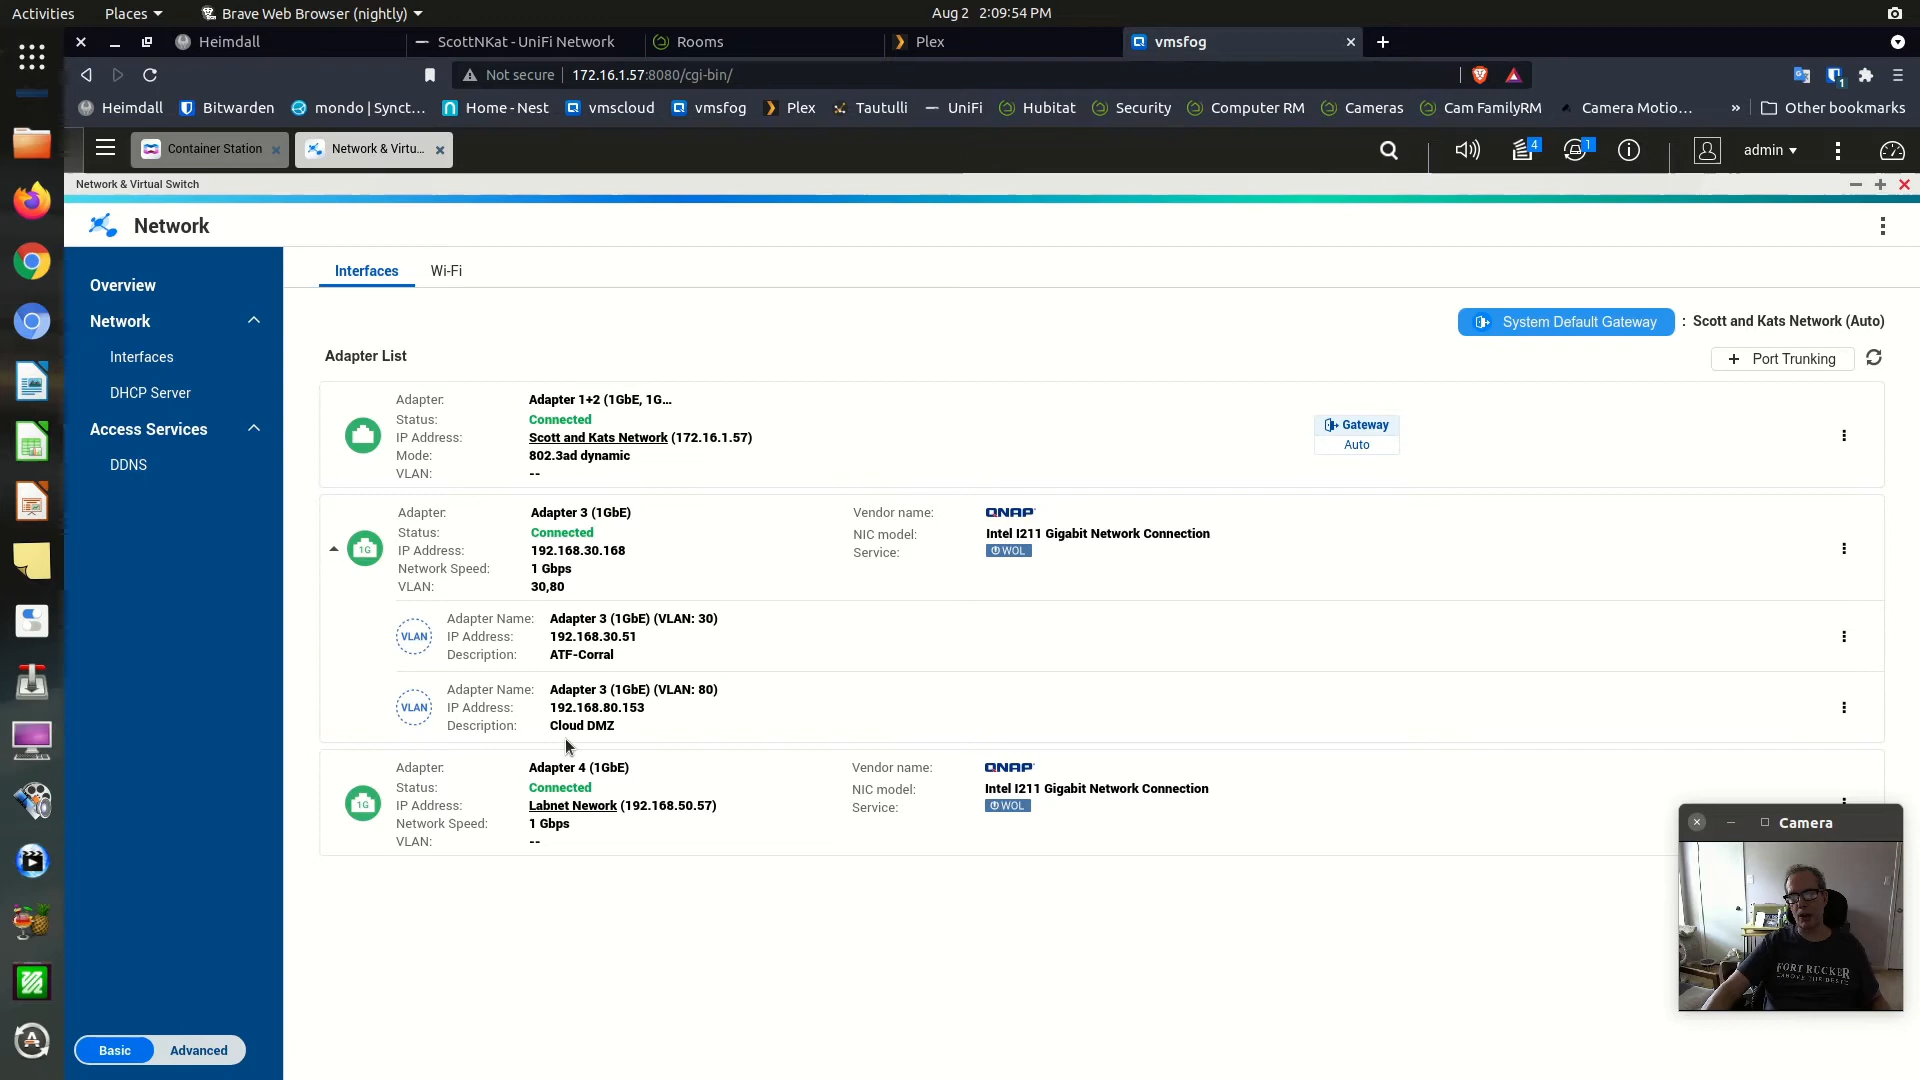 Activities
Places
Brave Web Browser (nightly)
Aug 2 2:09:54 PM
Heimdall
ScottNKat - UniFi Network
Rooms
Plex
vmsfog
Not secure
172.16.1.57:8080/cgi-bin/
1
Heimdall
Bitwarden
mondo | Synct...
Home - Nest
vmscloud
vmsfog
Plex
Tautulli
UniFi
Hubitat
Security
Computer RM
Cameras
Cam FamilyRM
Camera Motio...
»
Other bookmarks
Container Station
Network & Virtu...
4
1
admin
Network & Virtual Switch
Network
Overview
Network
Interfaces
DHCP Server
Access Services
DDNS
Basic
Advanced
Interfaces
Wi-Fi
System Default Gateway : Scott and Kats Network (Auto)
Adapter List
+ Port Trunking
Adapter: Adapter 1+2 (1GbE, 1G...
Status: Connected
IP Address: Scott and Kats Network (172.16.1.57)
Mode: 802.3ad dynamic
VLAN: --
Gateway
Auto
1G
Adapter: Adapter 3 (1GbE)
Status: Connected
IP Address: 192.168.30.168
Network Speed: 1 Gbps
VLAN: 30,80
Vendor name: QNAP
NIC model: Intel I211 Gigabit Network Connection
Service: WOL
VLAN
Adapter Name: Adapter 3 (1GbE) (VLAN: 30)
IP Address: 192.168.30.51
Description: ATF-Corral
VLAN
Adapter Name: Adapter 3 (1GbE) (VLAN: 80)
IP Address: 192.168.80.153
Description: Cloud DMZ
1G
Adapter: Adapter 4 (1GbE)
Status: Connected
IP Address: Labnet Nework (192.168.50.57)
Network Speed: 1 Gbps
VLAN: --
Vendor name: QNAP
NIC model: Intel I211 Gigabit Network Connection
Service: WOL
Camera
FORT RUCKER
ABOVE THE BEST